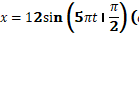 x = 12sin(5πt ı π/2) (